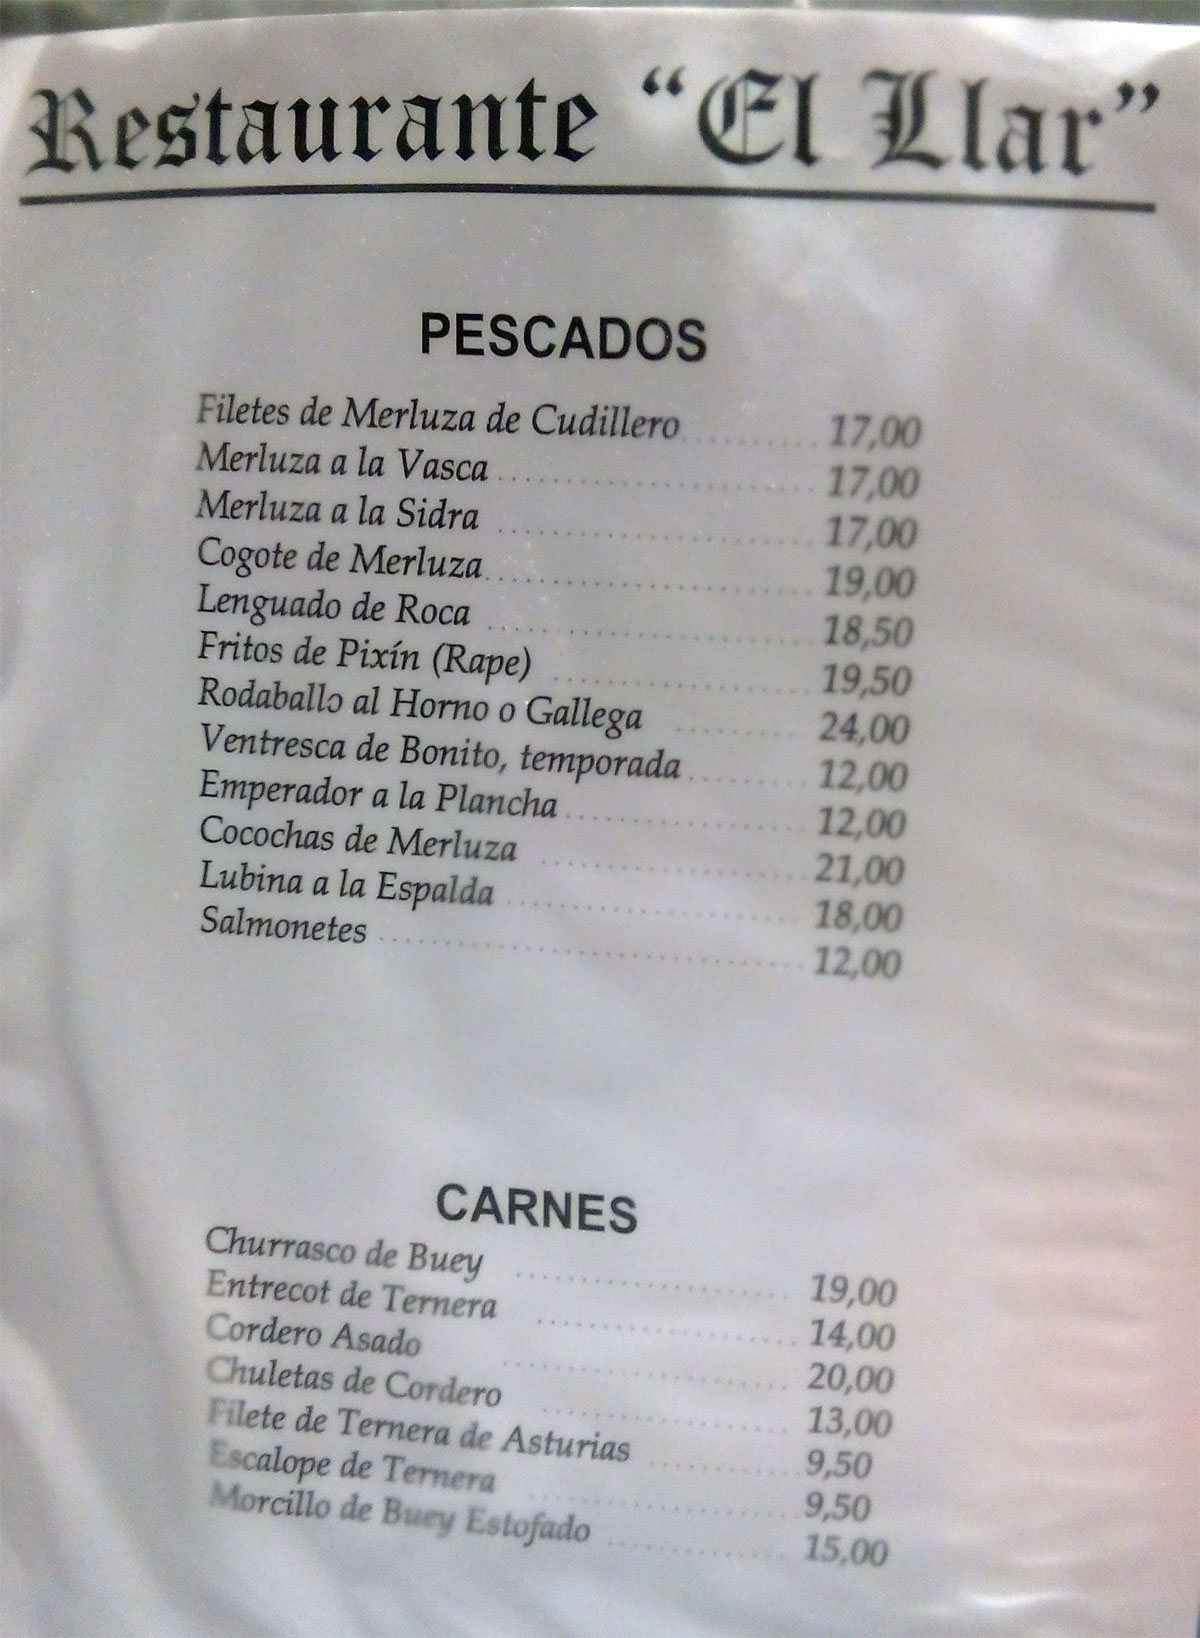 Restaurante "El Llar"
PESCADOS
Filetes de Merluza de Cudillero 17,00
Merluza a la Vasca 17,00
Merluza a la Sidra 17,00
Cogote de Merluza 19,00
Lenguado de Roca 18,50
Fritos de Pixín (Rape) 19,50
Rodaballo al Horno o Gallega 24,00
Ventresca de Bonito, temporada 12,00
Emperador a la Plancha 12,00
Cocochas de Merluza 21,00
Lubina a la Espalda 18,00
Salmonetes 12,00
CARNES
Churrasco de Buey 19,00
Entrecot de Ternera 14,00
Cordero Asado 20,00
Chuletas de Cordero 13,00
Filete de Ternera de Asturias 9,50
Escalope de Ternera 9,50
Morcillo de Buey Estofado 15,00